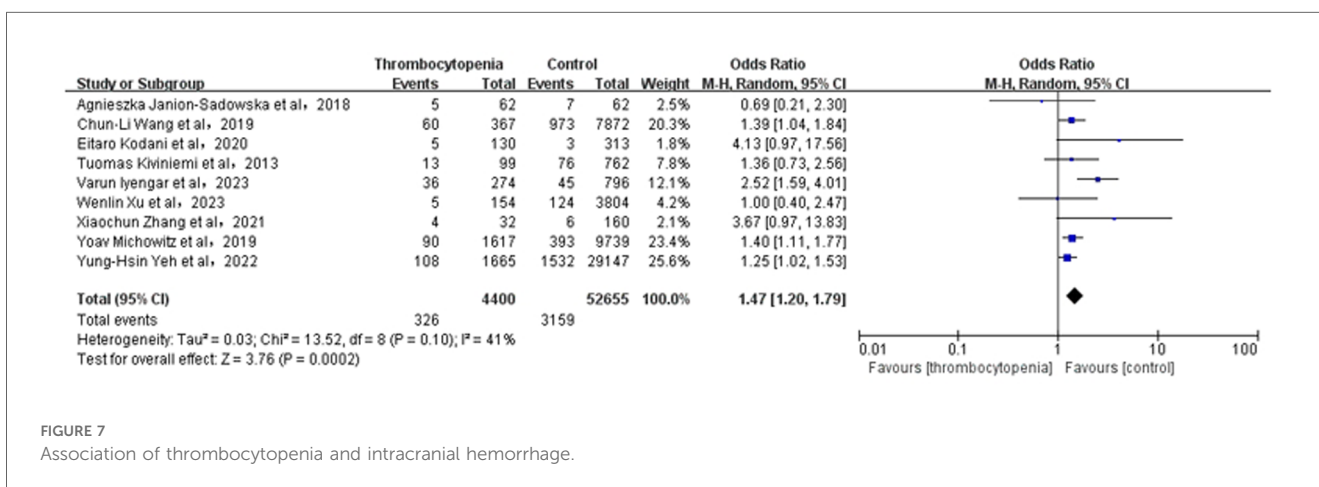 Thrombocytopenia Control Odds Ratio Odds Ratio
Study or Subgroup Events Total Events Total Weight M-H, Random, 95% CI M-H, Random, 95% CI
Agnieszka Janion-Sadowska et al，2018 5 62 7 62 2.5% 0.69 [0.21, 2.30]
Chun-Li Wang et al，2019 60 367 973 7872 20.3% 1.39 [1.04, 1.84]
Eitaro Kodani et al，2020 5 130 3 313 1.8% 4.13 [0.97, 17.56]
Tuomas Kiviniemi et al，2013 13 99 76 762 7.8% 1.36 [0.73, 2.56]
Varun Iyengar et al，2023 36 274 45 796 12.1% 2.52 [1.59, 4.01]
Wenlin Xu et al，2023 5 154 124 3804 4.2% 1.00 [0.40, 2.47]
Xiaochun Zhang et al，2021 4 32 6 160 2.1% 3.67 [0.97, 13.83]
Yoav Michowitz et al，2019 90 1617 393 9739 23.4% 1.40 [1.11, 1.77]
Yung-Hsin Yeh et al，2022 108 1665 1532 29147 25.6% 1.25 [1.02, 1.53]
Total (95% CI) 4400 52655 100.0% 1.47 [1.20, 1.79]
Total events 326 3159
Heterogeneity: Tau² = 0.03; Chi² = 13.52, df = 8 (P = 0.10); I² = 41%
Test for overall effect: Z = 3.76 (P = 0.0002)
0.01 0.1 1 10 100
Favours [thrombocytopenia] Favours [control]
FIGURE 7
Association of thrombocytopenia and intracranial hemorrhage.